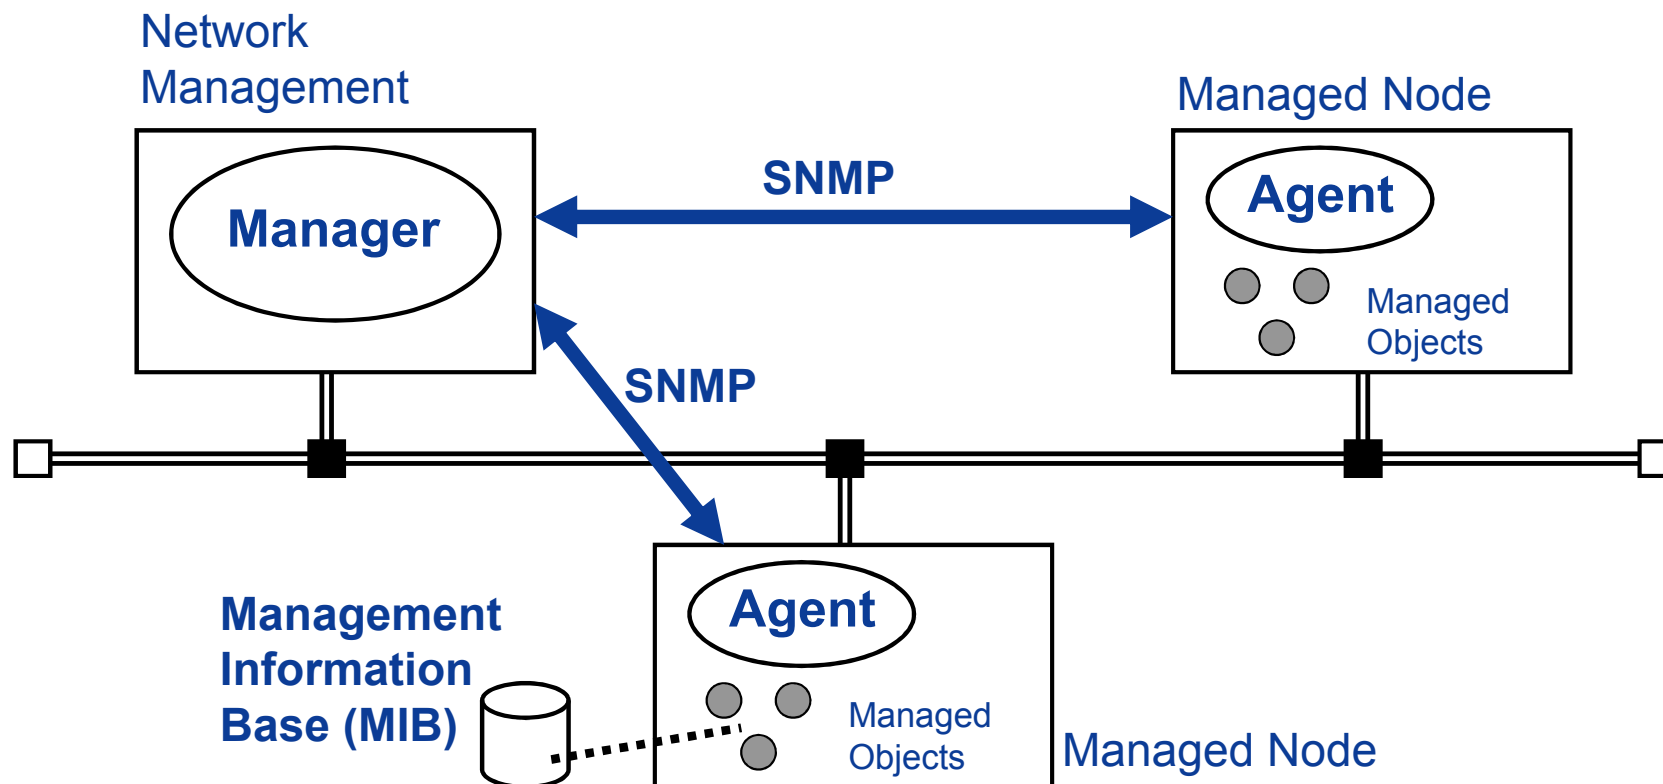 Network
Management
Managed Node
SNMP
Manager
Agent
Managed
Objects
SNMP
Agent
Management
Information
Base (MIB)
Managed
Objects
Managed Node